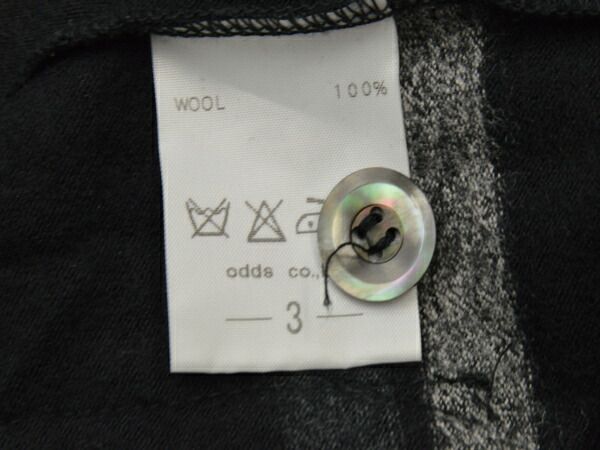 WOOL 100%
odds co.,
— 3 —